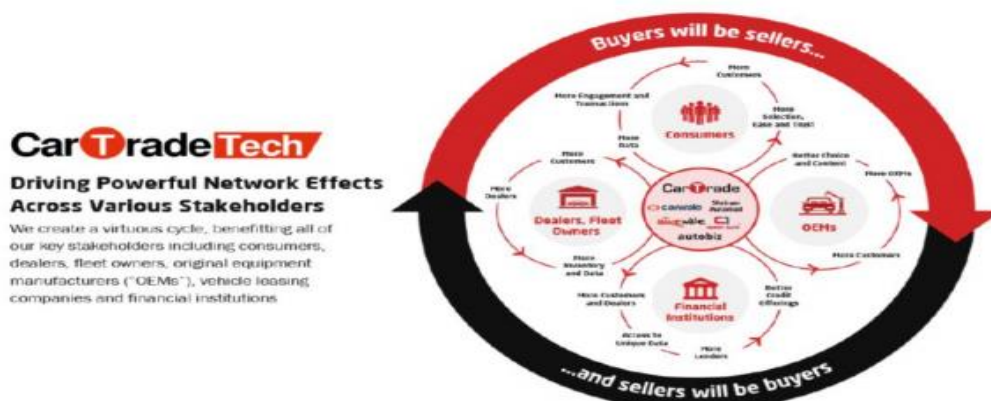 CarTradeTech
Driving Powerful Network Effects
Across Various Stakeholders
We create a virtuous cycle, benefitting all of
our key stakeholders including consumers,
dealers, fleet owners, original equipment
manufacturers ("OEMs"), vehicle leasing
companies and financial institutions
Buyers will be sellers...
More
Customers
More Engagement and
Transactions
More
Data
More
Selection,
Ease and Trust
Consumers
More
Customers
More
Dealers
Dealers, Fleet
Owners
More
Inventory
and Data
CarTrade
carwale
Shriram
Automall
bikewale
autobiz
Better Choice
and Content
More OEMs
OEMs
More Customers
More Customers
and Dealers
Financial
Institutions
Better
Credit
Offerings
Access to
Unique Data
More
Lenders
...and sellers will be buyers